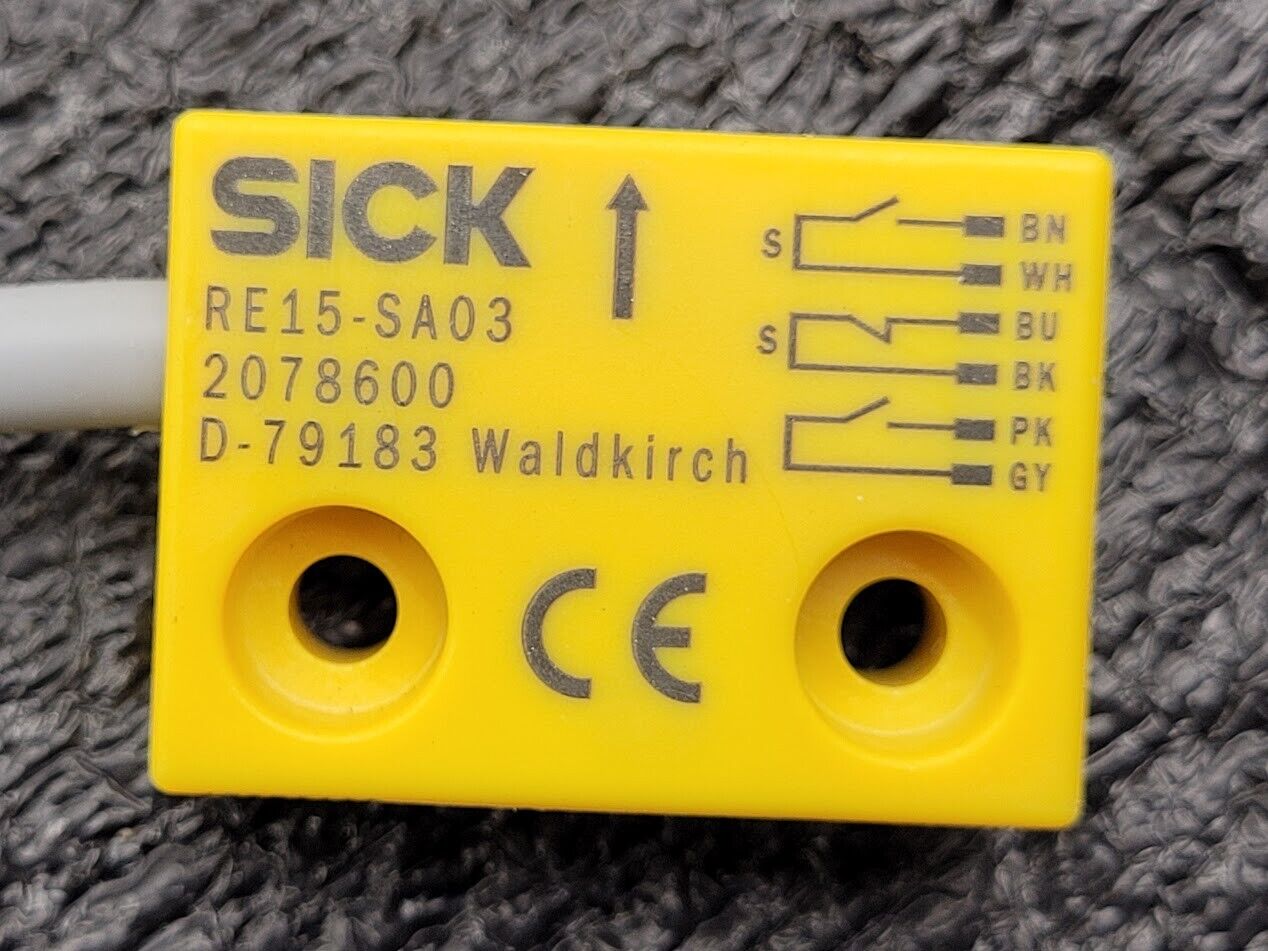 SICK
RE15-SA03
2078600
D-79183 Waldkirch
S
BN
WH
S
BU
BK
PK
GY
CE